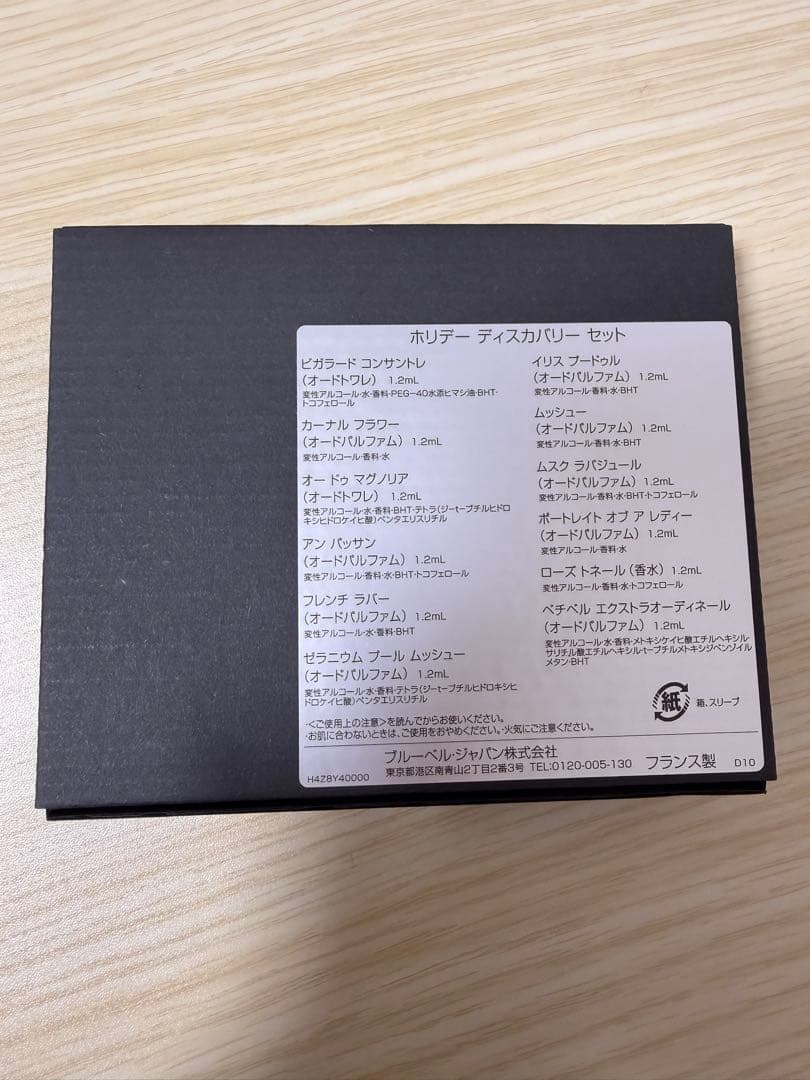 ホリデー ディスカバリー セット
ビガラード コンサントレ
(オードトワレ) 1.2mL
変性アルコール・水・香料・PEG-40水添ヒマシ油・BHT・
トコフェロール
カーナル フラワー
(オードパルファム) 1.2mL
変性アルコール・香料・水
オー ドゥ マグノリア
(オードトワレ) 1.2mL
変性アルコール・水・香料・BHT・テトラ(ジーtーブチルヒドロ
キシヒドロケイヒ酸)ペンタエリスリチル
アン パッサン
(オードパルファム) 1.2mL
変性アルコール・香料・水・BHT・トコフェロール
フレンチ ラバー
(オードパルファム) 1.2mL
変性アルコール・水・香料・BHT
ゼラニウム プール ムッシュー
(オードパルファム) 1.2mL
変性アルコール・水・香料・テトラ(ジーtーブチルヒドロキシヒ
ドロケイヒ酸)ペンタエリスリチル
イリス プードゥル
(オードパルファム) 1.2mL
変性アルコール・香料・水・BHT
ムッシュー
(オードパルファム) 1.2mL
変性アルコール・香料・水・BHT
ムスク ラバジュール
(オードパルファム) 1.2mL
変性アルコール・香料・水・BHT・トコフェロール
ポートレイト オブ ア レディー
(オードパルファム) 1.2mL
変性アルコール・香料・水
ローズ トネール(香水) 1.2mL
変性アルコール・香料・水・トコフェロール
ベチベル エクストラオーディネール
(オードパルファム) 1.2mL
変性アルコール・水・香料・メトキシケイヒ酸エチルヘキシル・
サリチル酸エチルヘキシル・t-ブチルメトキシジベンゾイル
メタン・BHT
紙 箱、スリーブ
・<ご使用上の注意>を読んでからお使いください。
・お肌に合わないときは、ご使用をおやめください。・火気にご注意ください。
ブルーベル・ジャパン株式会社
H4Z8Y40000 東京都港区南青山2丁目2番3号 TEL:0120-005-130 フランス製 D10